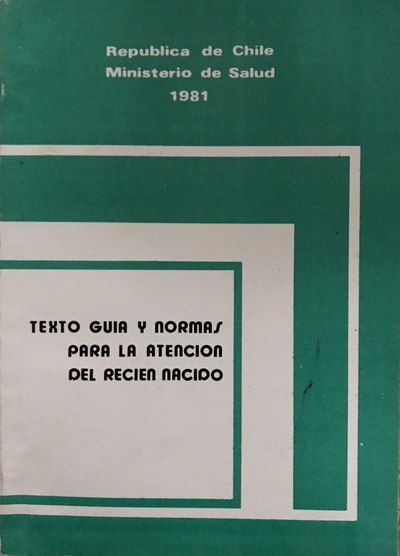 Republica de Chile
Ministerio de Salud
1981
TEXTO GUIA Y NORMAS
PARA LA ATENCION
DEL RECIEN NACIDO